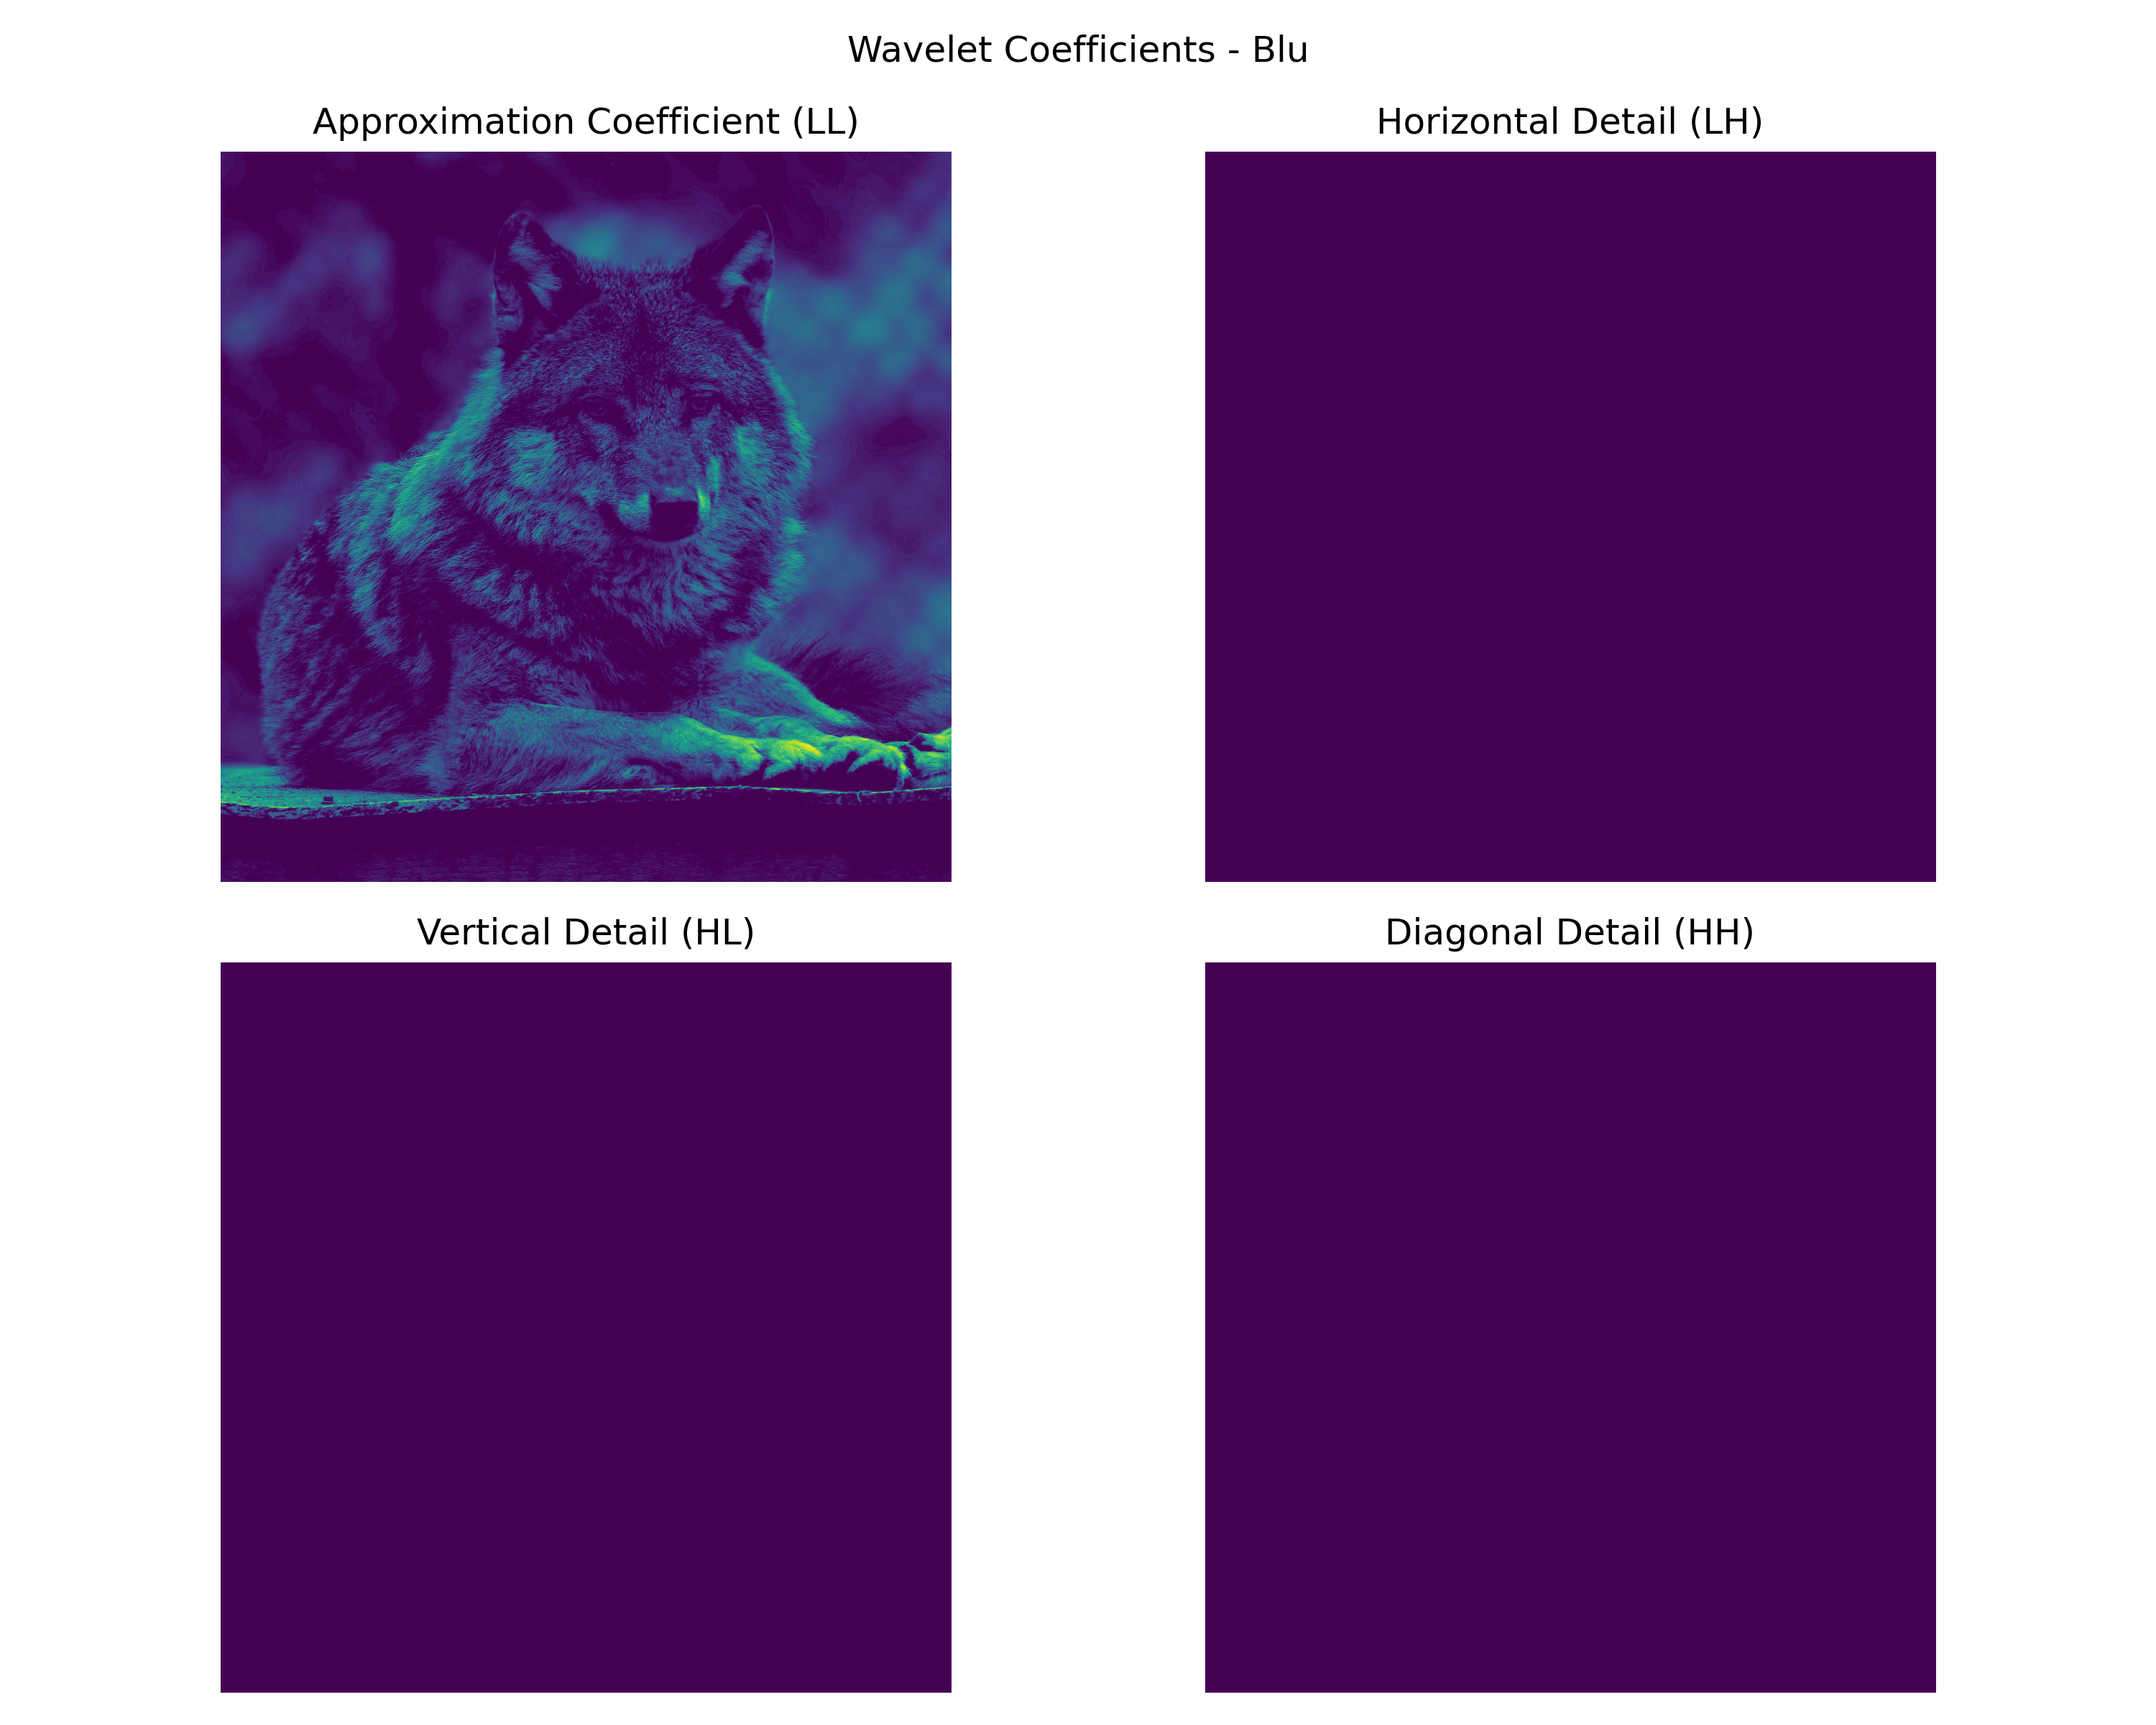 Wavelet Coefficients - Blu
Approximation Coefficient (LL)
Horizontal Detail (LH)
Vertical Detail (HL)
Diagonal Detail (HH)